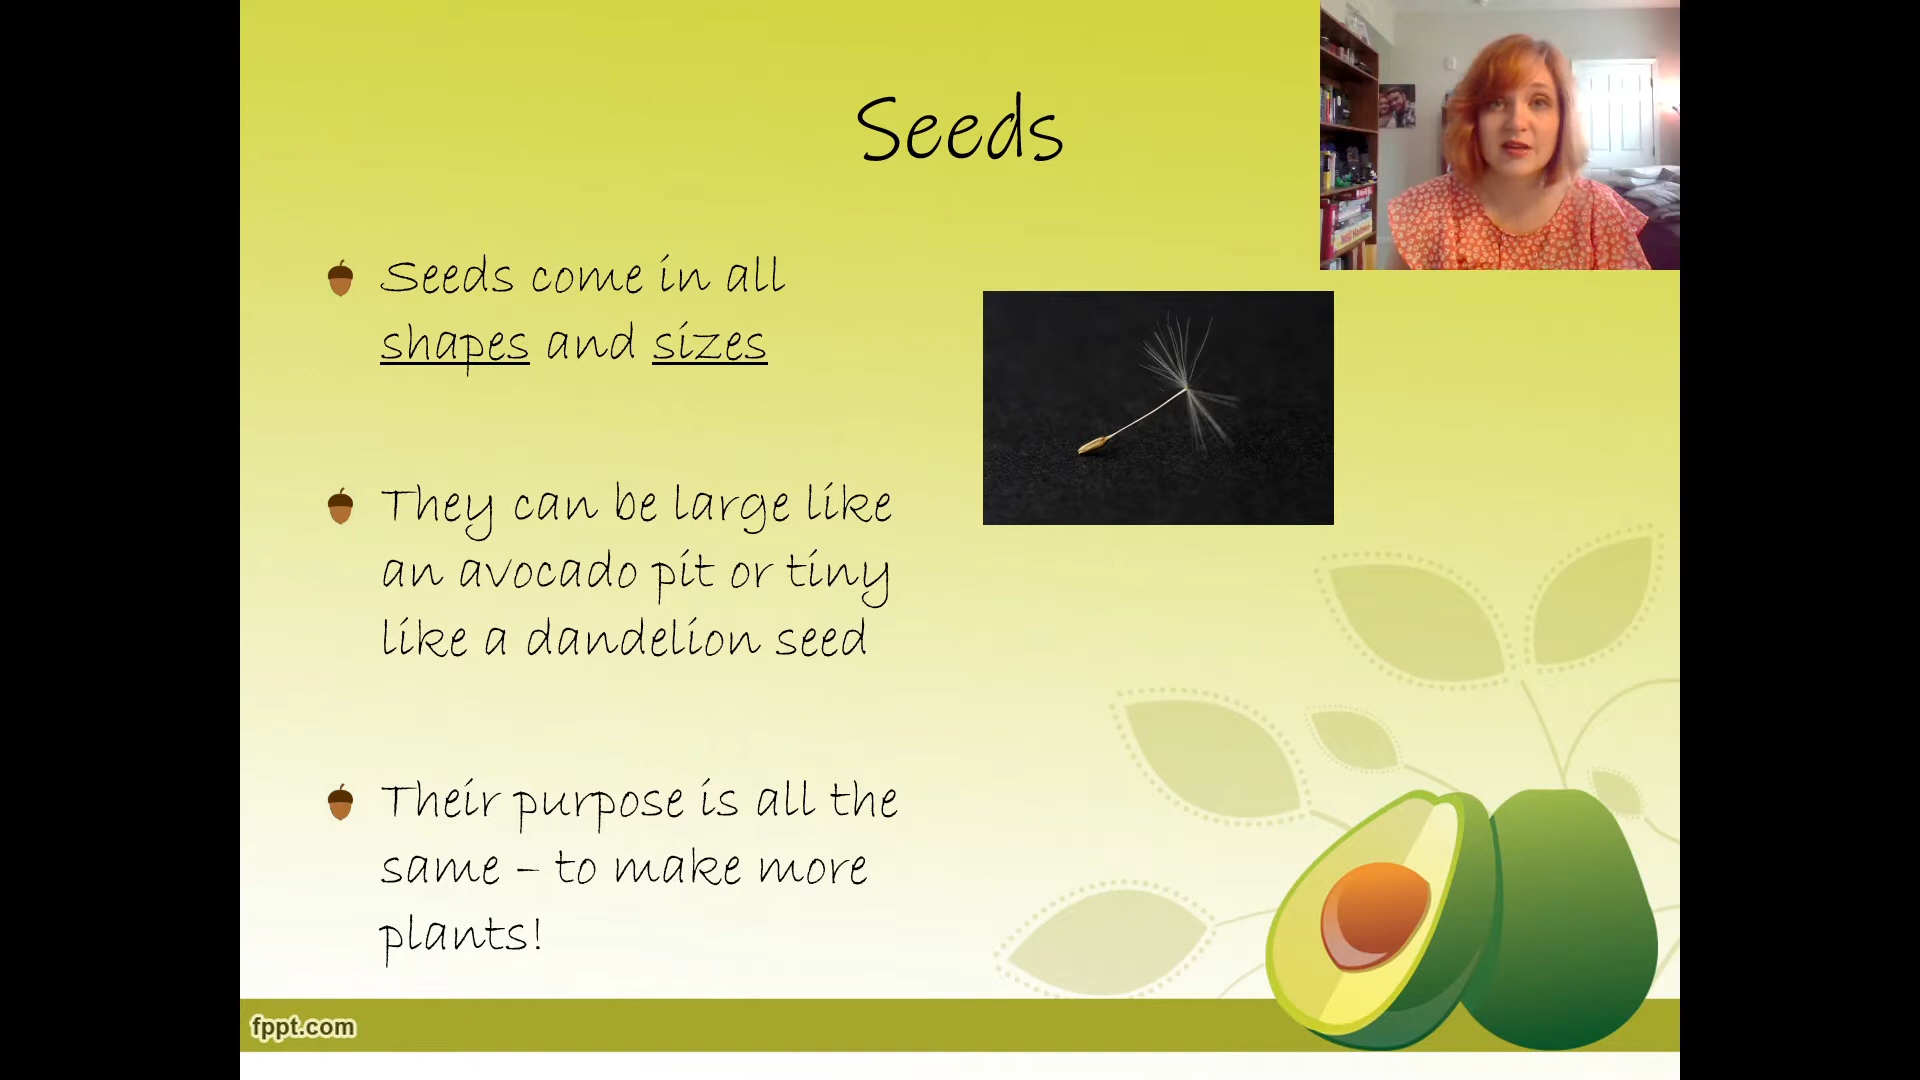 Seeds
Seeds come in all
shapes and sizes
They can be large like
an avocado pit or tiny
like a dandelion seed
Their purpose is all the
same – to make more
plants!
fppt.com